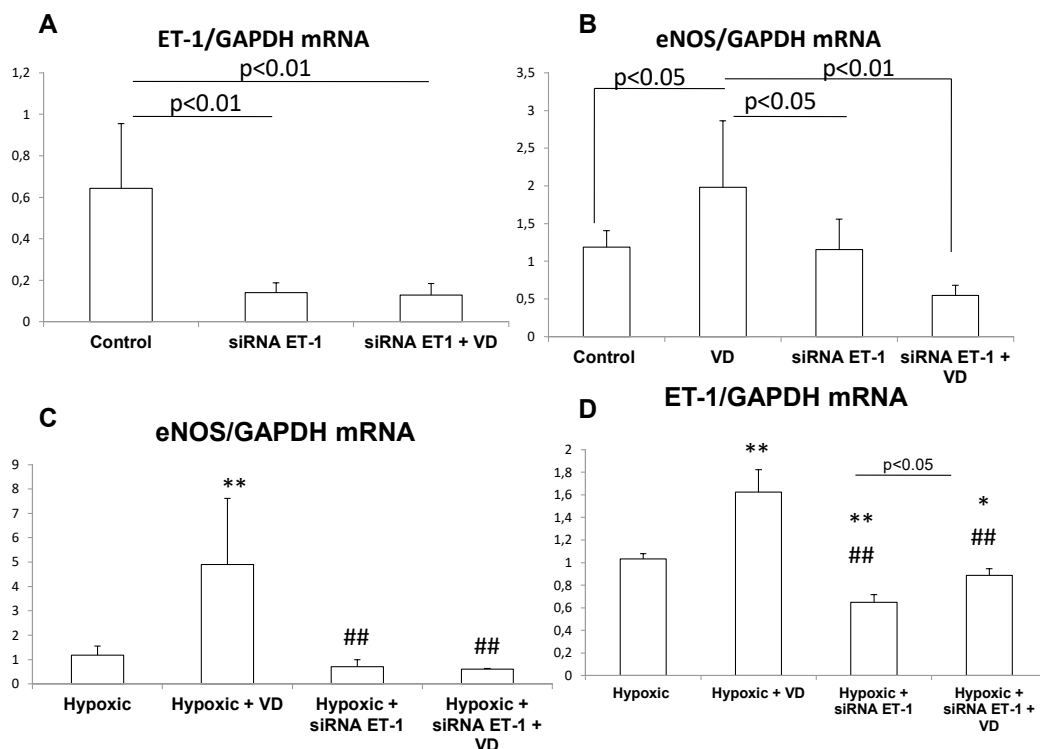 A
ET-1/GAPDH mRNA
p<0.01
p<0.01
1,2
1
0,8
0,6
0,4
0,2
0
Control
siRNA ET-1
siRNA ET1 + VD
B
eNOS/GAPDH mRNA
p<0.05
p<0.01
p<0.05
3,5
3
2,5
2
1,5
1
0,5
0
Control
VD
siRNA ET-1
siRNA ET-1 +
VD
C
eNOS/GAPDH mRNA
9
8
7
6
5
4
3
2
1
0
**
##
##
Hypoxic
Hypoxic + VD
Hypoxic +
siRNA ET-1
Hypoxic +
siRNA ET-1 +
VD
D
ET-1/GAPDH mRNA
2
1,8
1,6
1,4
1,2
1
0,8
0,6
0,4
0,2
0
**
p<0.05
**
##
*
##
Hypoxic
Hypoxic + VD
Hypoxic +
siRNA ET-1
Hypoxic +
siRNA ET-1 +
VD